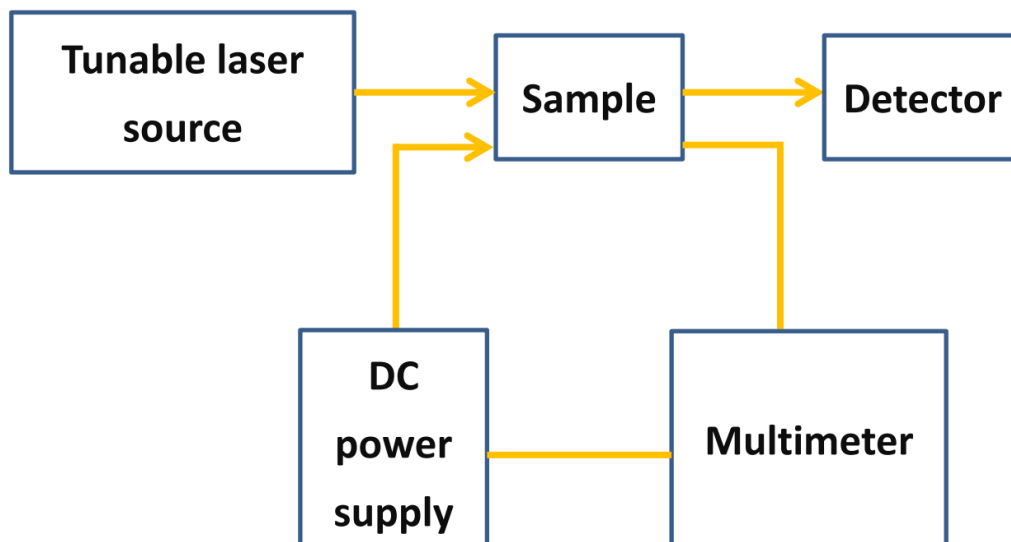 Tunable laser
source
Sample
Detector
DC
power
supply
Multimeter